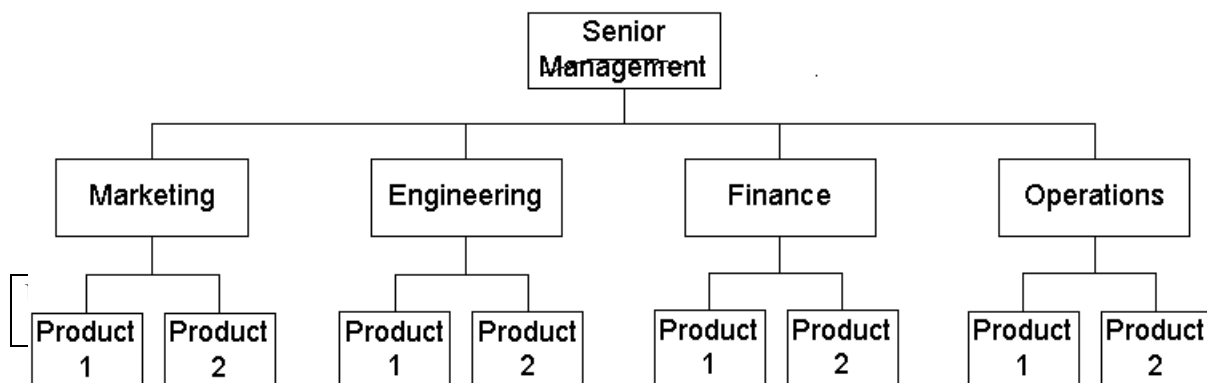 Senior
Management
Marketing
Engineering
Finance
Operations
Product
1
Product
2
Product
1
Product
2
Product
1
Product
2
Product
1
Product
2